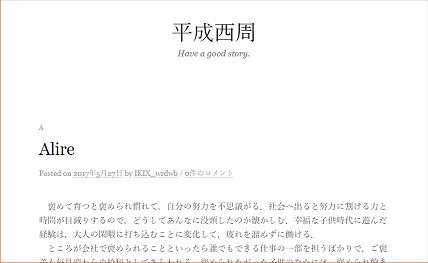 平成西周
Have a good story.
A
Alire
Posted on 2017年5月27日 by IKIX_wrdwb / 0件のコメント
褒めて育つと褒められ慣れて、自分の努力を不思議がる。社会へ出ると努力に割ける力と
時間が目減りするので、どうしてあんなに没頭したのか懐かしむ。幸福な子供時代に遊んだ
経験は、大人の閑暇に打ち込むことに変化して、疲れを溜めずに働ける。
ところが会社で褒められることといったら誰でもできる仕事の一部を担うばかりで、ご褒